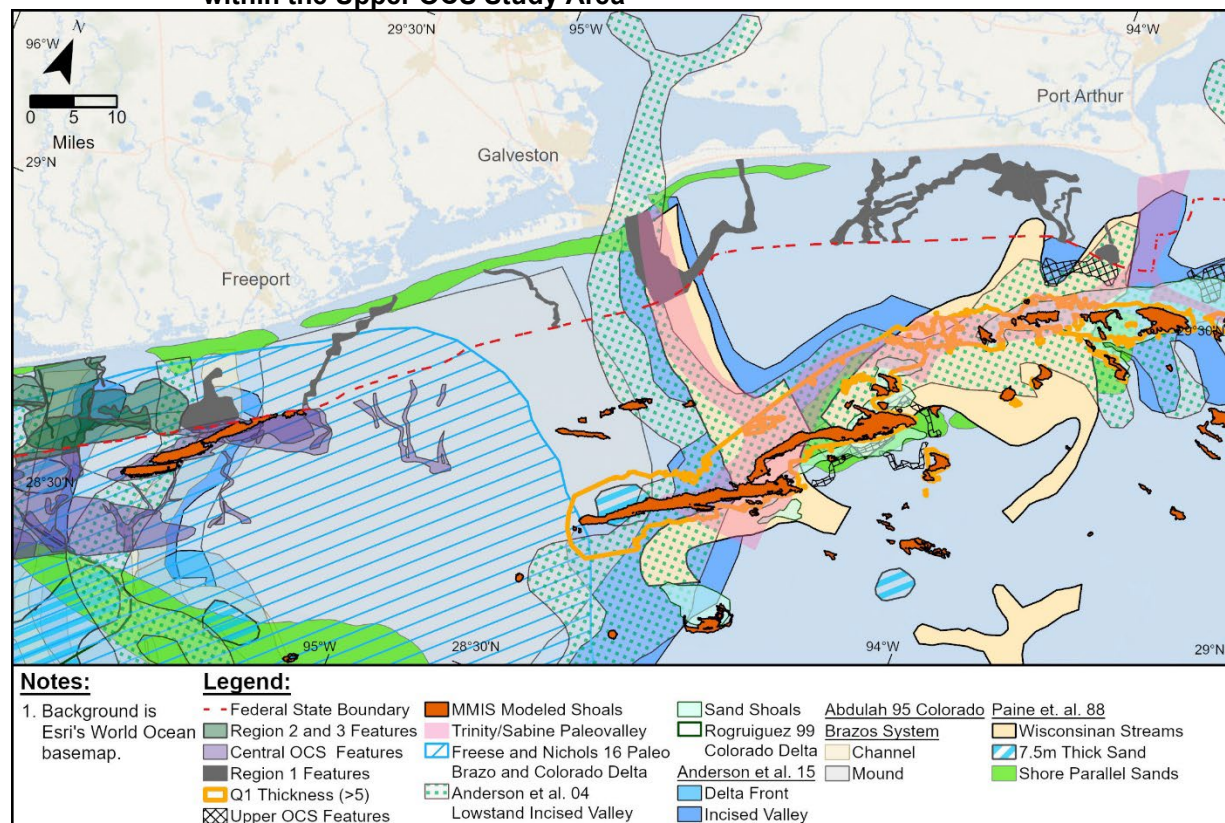 within the Upper OCS Study Area
96°W
N
29°30'N
95°W
94°W
0 5 10
Miles
Port Arthur
29°N
Galveston
Freeport
29°30'N
28°30'N
95°W
28°30'N
94°W
29°N
Notes:
1. Background is
Esri's World Ocean
basemap.
Legend:
Federal State Boundary
Region 2 and 3 Features
Central OCS Features
Region 1 Features
Q1 Thickness (>5)
Upper OCS Features
MMIS Modeled Shoals
Trinity/Sabine Paleovalley
Freese and Nichols 16 Paleo
Brazo and Colorado Delta
Anderson et al. 04
Lowstand Incised Valley
Sand Shoals
Rogruiguez 99
Colorado Delta
Anderson et al. 15
Delta Front
Incised Valley
Abdulah 95 Colorado
Brazos System
Channel
Mound
Paine et. al. 88
Wisconsinan Streams
7.5m Thick Sand
Shore Parallel Sands